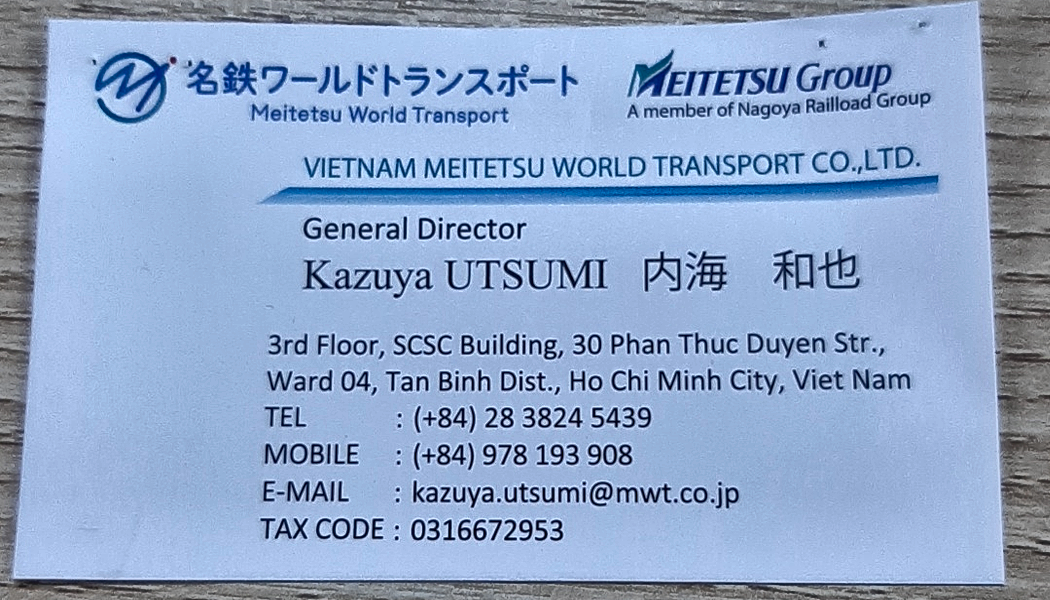 名鉄ワールドトランスポート
Meitetsu World Transport
MEITETSU Group
A member of Nagoya Railload Group
VIETNAM MEITETSU WORLD TRANSPORT CO.,LTD.
General Director
Kazuya UTSUMI 内海 和也
3rd Floor, SCSC Building, 30 Phan Thuc Duyen Str.,
Ward 04, Tan Binh Dist., Ho Chi Minh City, Viet Nam
TEL : (+84) 28 3824 5439
MOBILE : (+84) 978 193 908
E-MAIL : kazuya.utsumi@mwt.co.jp
TAX CODE : 0316672953